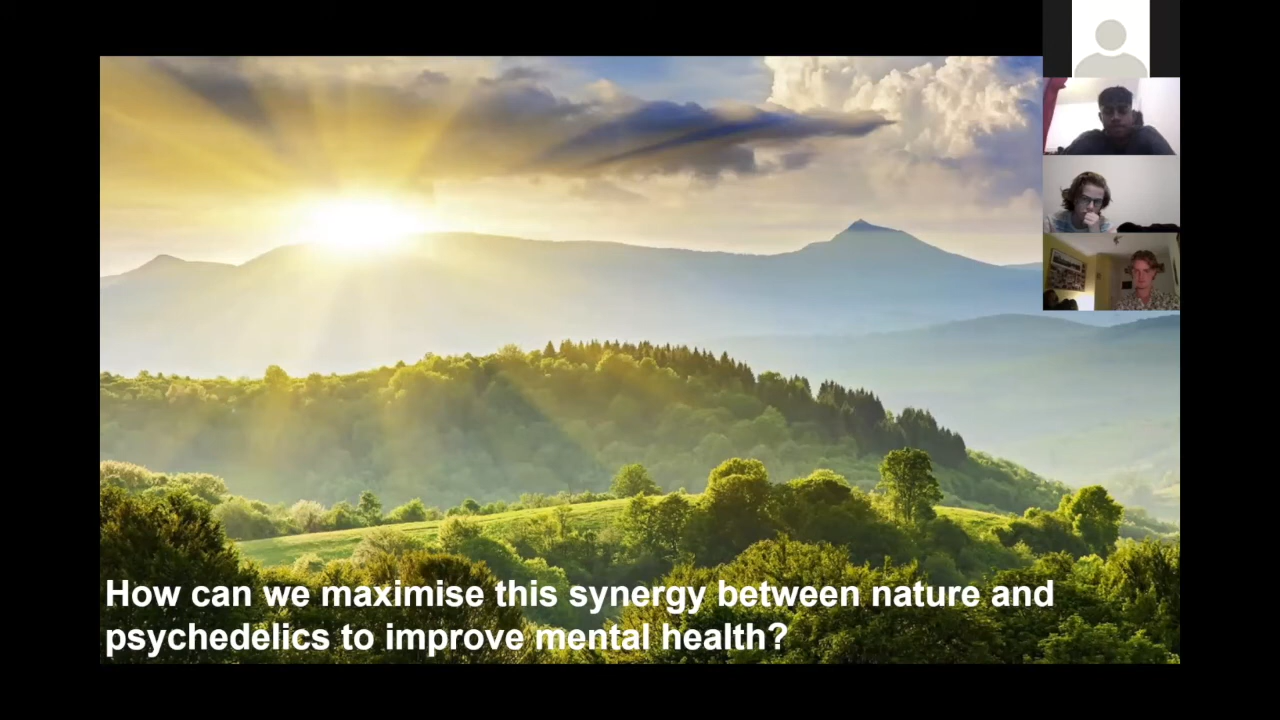 How can we maximise this synergy between nature and
psychedelics to improve mental health?